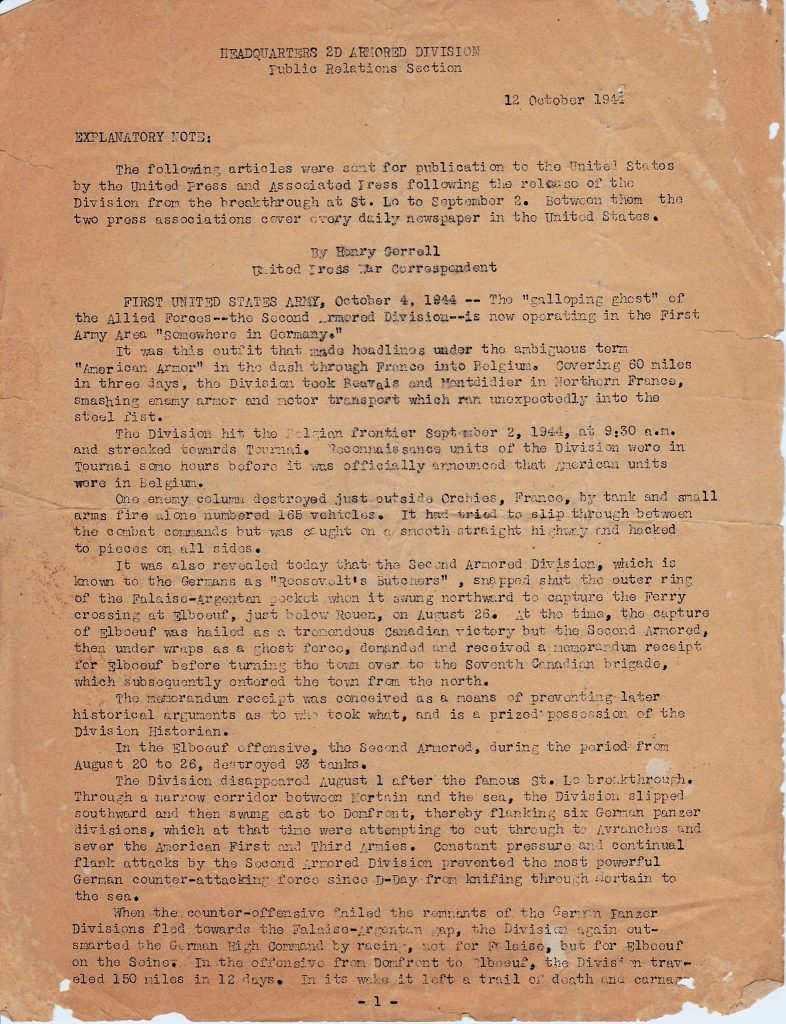 HEADQUARTERS 2D ARMORED DIVISION
Public Relations Section
12 October 1944
EXPLANATORY NOTE:
The following articles were sent for publication to the United States
by the United Press and Associated Press following the release of the
Division from the breakthrough at St. Lo to September 2. Between them the
two press associations cover every daily newspaper in the United States.
By Henry Gorrell
United Press War Correspondent
FIRST UNITED STATES ARMY, October 4, 1944 -- The "galloping ghost" of
the Allied Forces--the Second Armored Division--is now operating in the First
Army Area "Somewhere in Germany."
It was this outfit that made headlines under the ambiguous term
"American Armor" in the dash through France into Belgium. Covering 60 miles
in three days, the Division took Beavais and Montdidier in Northern France,
smashing enemy armor and motor transport which ran unexpectedly into the
steel fist.
The Division hit the Belgian frontier September 2, 1944, at 9:30 a.m.
and streaked towards Tournai. Reconnaissance units of the Division were in
Tournai some hours before it was officially announced that American units
were in Belgium.
One enemy column destroyed just outside Orchies, France, by tank and small
arms fire alone numbered 165 vehicles. It had tried to slip through between
the combat commands but was caught on a smooth straight highway and hacked
to pieces on all sides.
It was also revealed today that the Second Armored Division, which is
known to the Germans as "Roosevelt's Butchers" , snapped shut the outer ring
of the Falaise-Argentan pocket when it swung northward to capture the Ferry
crossing at Elboeuf, just below Rouen, on August 26. At the time, the capture
of Elboeuf was hailed as a tremendous Canadian victory but the Second Armored,
then under wraps as a ghost force, demanded and received a memorandum receipt
for Elboeuf before turning the town over to the Seventh Canadian brigade,
which subsequently entered the town from the north.
The memorandum receipt was conceived as a means of preventing later
historical arguments as to who took what, and is a prized possession of the
Division Historian.
In the Elboeuf offensive, the Second Armored, during the period from
August 20 to 26, destroyed 93 tanks.
The Division disappeared August 1 after the famous St. Lo breakthrough.
Through a narrow corridor between Mortain and the sea, the Division slipped
southward and then swung east to Domfront, thereby flanking six German panzer
divisions, which at that time were attempting to cut through to Avranches and
sever the American First and Third Armies. Constant pressure and continual
flank attacks by the Second Armored Division prevented the most powerful
German counter-attacking force since D-Day from knifing through Mortain to
the sea.
When the counter-offensive failed the remnants of the German Panzer
Divisions fled towards the Falaise-Argentan gap, the Division again out-
smarted the German High Command by racing, not for Falaise, but for Elboeuf
on the Seine. In the offensive from Domfront to Elboeuf, the Division trav-
eled 150 miles in 12 days. In its wake it left a trail of death and carnage
- 1 -